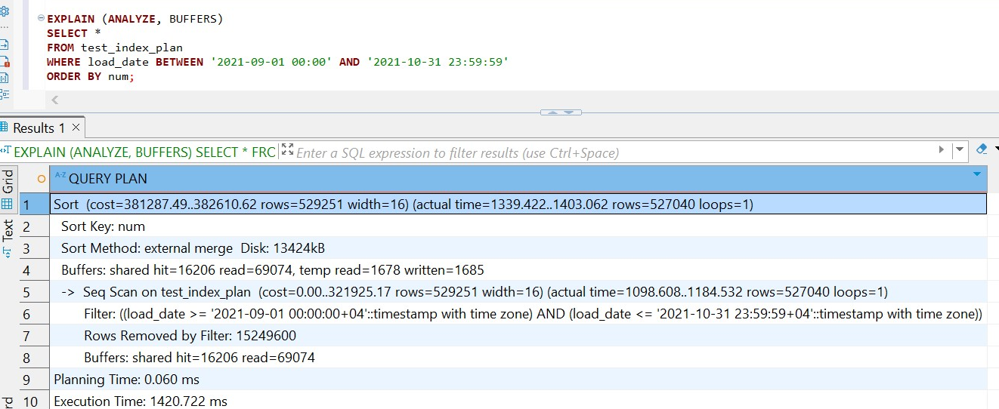 EXPLAIN (ANALYZE, BUFFERS)
SELECT *
FROM test_index_plan
WHERE load_date BETWEEN '2021-09-01 00:00' AND '2021-10-31 23:59:59'
ORDER BY num;
Results 1
EXPLAIN (ANALYZE, BUFFERS) SELECT * FRC
Enter a SQL expression to filter results (use Ctrl+Space)
Grid
Text
A-Z QUERY PLAN
1 Sort (cost=381287.49..382610.62 rows=529251 width=16) (actual time=1339.422..1403.062 rows=527040 loops=1)
2 Sort Key: num
3 Sort Method: external merge Disk: 13424kB
4 Buffers: shared hit=16206 read=69074, temp read=1678 written=1685
5 -> Seq Scan on test_index_plan (cost=0.00..321925.17 rows=529251 width=16) (actual time=1098.608..1184.532 rows=527040 loops=1)
6 Filter: ((load_date >= '2021-09-01 00:00:00+04'::timestamp with time zone) AND (load_date <= '2021-10-31 23:59:59+04'::timestamp with time zone))
7 Rows Removed by Filter: 15249600
8 Buffers: shared hit=16206 read=69074
9 Planning Time: 0.060 ms
10 Execution Time: 1420.722 ms